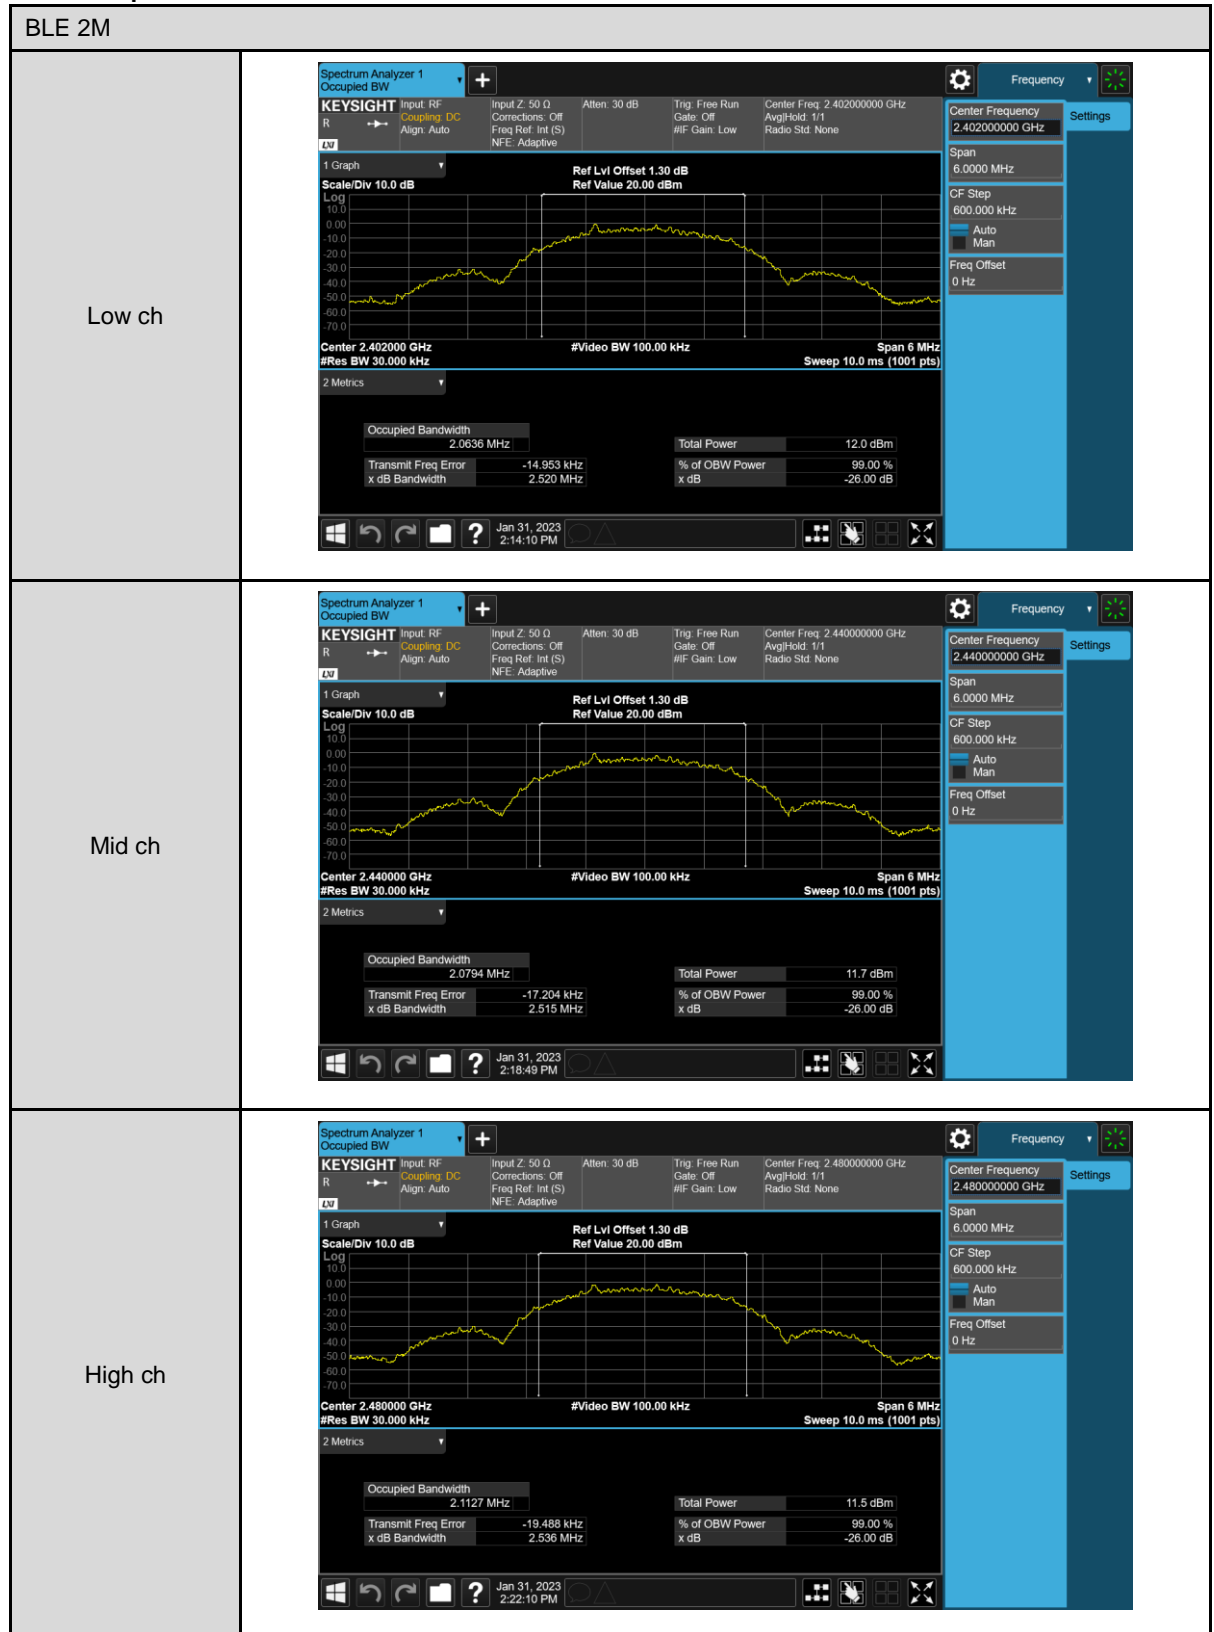 BLE 2M
Low ch
Spectrum Analyzer 1
Occupied BW
Frequency
KEYSIGHT
R
LXI
Input: RF
Coupling: DC
Align: Auto
Input Z: 50 Ω
Corrections: Off
Freq Ref: Int (S)
NFE: Adaptive
Atten: 30 dB
Trig: Free Run
Gate: Off
#IF Gain: Low
Center Freq: 2.402000000 GHz
Avg|Hold: 1/1
Radio Std: None
Center Frequency
2.402000000 GHz
Settings
Span
6.0000 MHz
CF Step
600.000 kHz
Auto
Man
Freq Offset
0 Hz
1 Graph
Scale/Div 10.0 dB
Ref Lvl Offset 1.30 dB
Ref Value 20.00 dBm
Log
10.0
0.00
-10.0
-20.0
-30.0
-40.0
-50.0
-60.0
-70.0
Center 2.402000 GHz
#Video BW 100.00 kHz
Span 6 MHz
#Res BW 30.000 kHz
Sweep 10.0 ms (1001 pts)
2 Metrics
Occupied Bandwidth
2.0636 MHz
Total Power 12.0 dBm
Transmit Freq Error -14.953 kHz
% of OBW Power 99.00 %
x dB Bandwidth 2.520 MHz
x dB -26.00 dB
?
Jan 31, 2023
2:14:10 PM
Mid ch
Spectrum Analyzer 1
Occupied BW
Frequency
KEYSIGHT
R
LXI
Input: RF
Coupling: DC
Align: Auto
Input Z: 50 Ω
Corrections: Off
Freq Ref: Int (S)
NFE: Adaptive
Atten: 30 dB
Trig: Free Run
Gate: Off
#IF Gain: Low
Center Freq: 2.440000000 GHz
Avg|Hold: 1/1
Radio Std: None
Center Frequency
2.440000000 GHz
Settings
Span
6.0000 MHz
CF Step
600.000 kHz
Auto
Man
Freq Offset
0 Hz
1 Graph
Scale/Div 10.0 dB
Ref Lvl Offset 1.30 dB
Ref Value 20.00 dBm
Log
10.0
0.00
-10.0
-20.0
-30.0
-40.0
-50.0
-60.0
-70.0
Center 2.440000 GHz
#Video BW 100.00 kHz
Span 6 MHz
#Res BW 30.000 kHz
Sweep 10.0 ms (1001 pts)
2 Metrics
Occupied Bandwidth
2.0794 MHz
Total Power 11.7 dBm
Transmit Freq Error -17.204 kHz
% of OBW Power 99.00 %
x dB Bandwidth 2.515 MHz
x dB -26.00 dB
?
Jan 31, 2023
2:18:49 PM
High ch
Spectrum Analyzer 1
Occupied BW
Frequency
KEYSIGHT
R
LXI
Input: RF
Coupling: DC
Align: Auto
Input Z: 50 Ω
Corrections: Off
Freq Ref: Int (S)
NFE: Adaptive
Atten: 30 dB
Trig: Free Run
Gate: Off
#IF Gain: Low
Center Freq: 2.480000000 GHz
Avg|Hold: 1/1
Radio Std: None
Center Frequency
2.480000000 GHz
Settings
Span
6.0000 MHz
CF Step
600.000 kHz
Auto
Man
Freq Offset
0 Hz
1 Graph
Scale/Div 10.0 dB
Ref Lvl Offset 1.30 dB
Ref Value 20.00 dBm
Log
10.0
0.00
-10.0
-20.0
-30.0
-40.0
-50.0
-60.0
-70.0
Center 2.480000 GHz
#Video BW 100.00 kHz
Span 6 MHz
#Res BW 30.000 kHz
Sweep 10.0 ms (1001 pts)
2 Metrics
Occupied Bandwidth
2.1127 MHz
Total Power 11.5 dBm
Transmit Freq Error -19.488 kHz
% of OBW Power 99.00 %
x dB Bandwidth 2.536 MHz
x dB -26.00 dB
?
Jan 31, 2023
2:22:10 PM